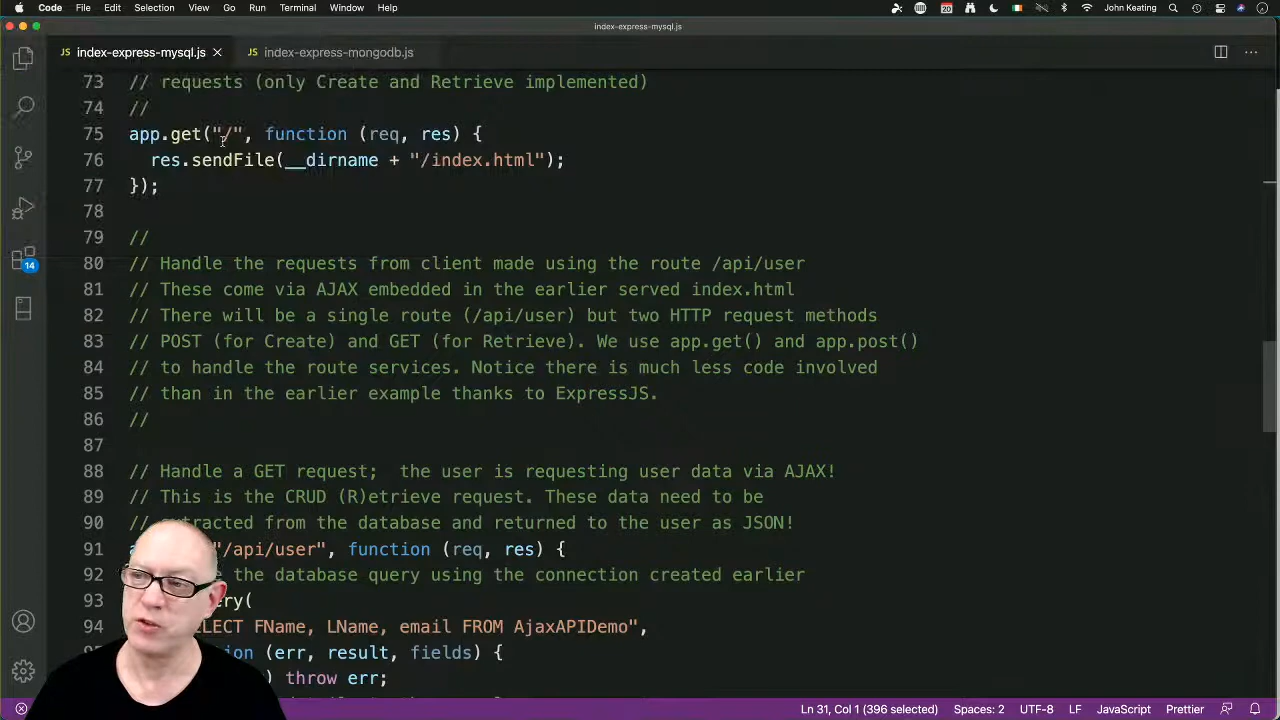 Code File Edit Selection View Go Run Terminal Window Help 20 John Keating
index-express-mysql.js
JS index-express-mysql.js × JS index-express-mongodb.js
73 // requests (only Create and Retrieve implemented)
74 //
75 app.get("/", function (req, res) {
76 res.sendFile(__dirname + "/index.html");
77 });
78
79 //
80 // Handle the requests from client made using the route /api/user
81 // These come via AJAX embedded in the earlier served index.html
82 // There will be a single route (/api/user) but two HTTP request methods
83 // POST (for Create) and GET (for Retrieve). We use app.get() and app.post()
84 // to handle the route services. Notice there is much less code involved
85 // than in the earlier example thanks to ExpressJS.
86 //
87
88 // Handle a GET request;  the user is requesting user data via AJAX!
89 // This is the CRUD (R)etrieve request. These data need to be
90 // extracted from the database and returned to the user as JSON!
91 "/api/user", function (req, res) {
92 the database query using the connection created earlier
93 ry(
94 LECT FName, LName, email FROM AjaxAPIDemo",
ion (err, result, fields) {
) throw err;
14
Ln 31, Col 1 (396 selected) Spaces: 2 UTF-8 LF JavaScript Prettier